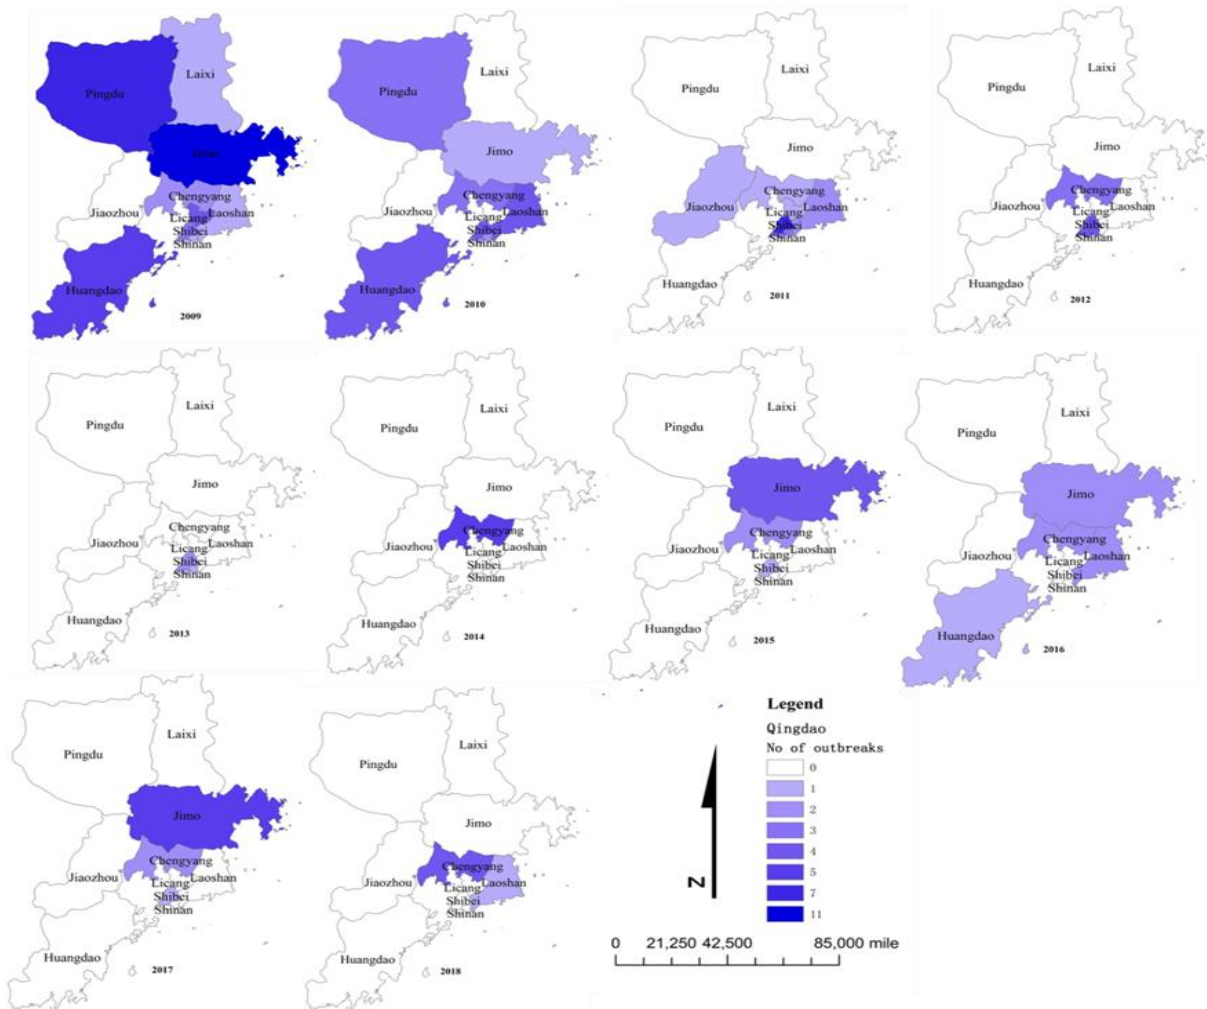 Laixi
Pingdu
Jimo
Chengyang
Jiaozhou
Licang
Laoshan
Shibei
Shinan
Huangdao
2009
Laixi
Pingdu
Jimo
Chengyang
Jiaozhou
Licang
Laoshan
Shibei
Shinan
Huangdao
2010
Laixi
Pingdu
Jimo
Chengyang
Jiaozhou
Licang
Laoshan
Shibei
Shinan
Huangdao
2011
Laixi
Pingdu
Jimo
Chengyang
Jiaozhou
Licang
Laoshan
Shibei
Shinan
Huangdao
2012
Laixi
Pingdu
Jimo
Chengyang
Jiaozhou
Licang
Laoshan
Shibei
Shinan
Huangdao
2013
Laixi
Pingdu
Jimo
Chengyang
Jiaozhou
Licang
Laoshan
Shibei
Shinan
Huangdao
2014
Laixi
Pingdu
Jimo
Chengyang
Jiaozhou
Licang
Laoshan
Shibei
Shinan
Huangdao
2015
Laixi
Pingdu
Jimo
Chengyang
Jiaozhou
Licang
Laoshan
Shibei
Shinan
Huangdao
2016
Laixi
Pingdu
Jimo
Chengyang
Jiaozhou
Licang
Laoshan
Shibei
Shinan
Huangdao
2017
Laixi
Pingdu
Jimo
Chengyang
Jiaozhou
Licang
Laoshan
Shibei
Shinan
Huangdao
2018
Legend
Qingdao
No of outbreaks
0
1
2
3
4
5
7
11
N
0 21,250 42,500 85,000 mile